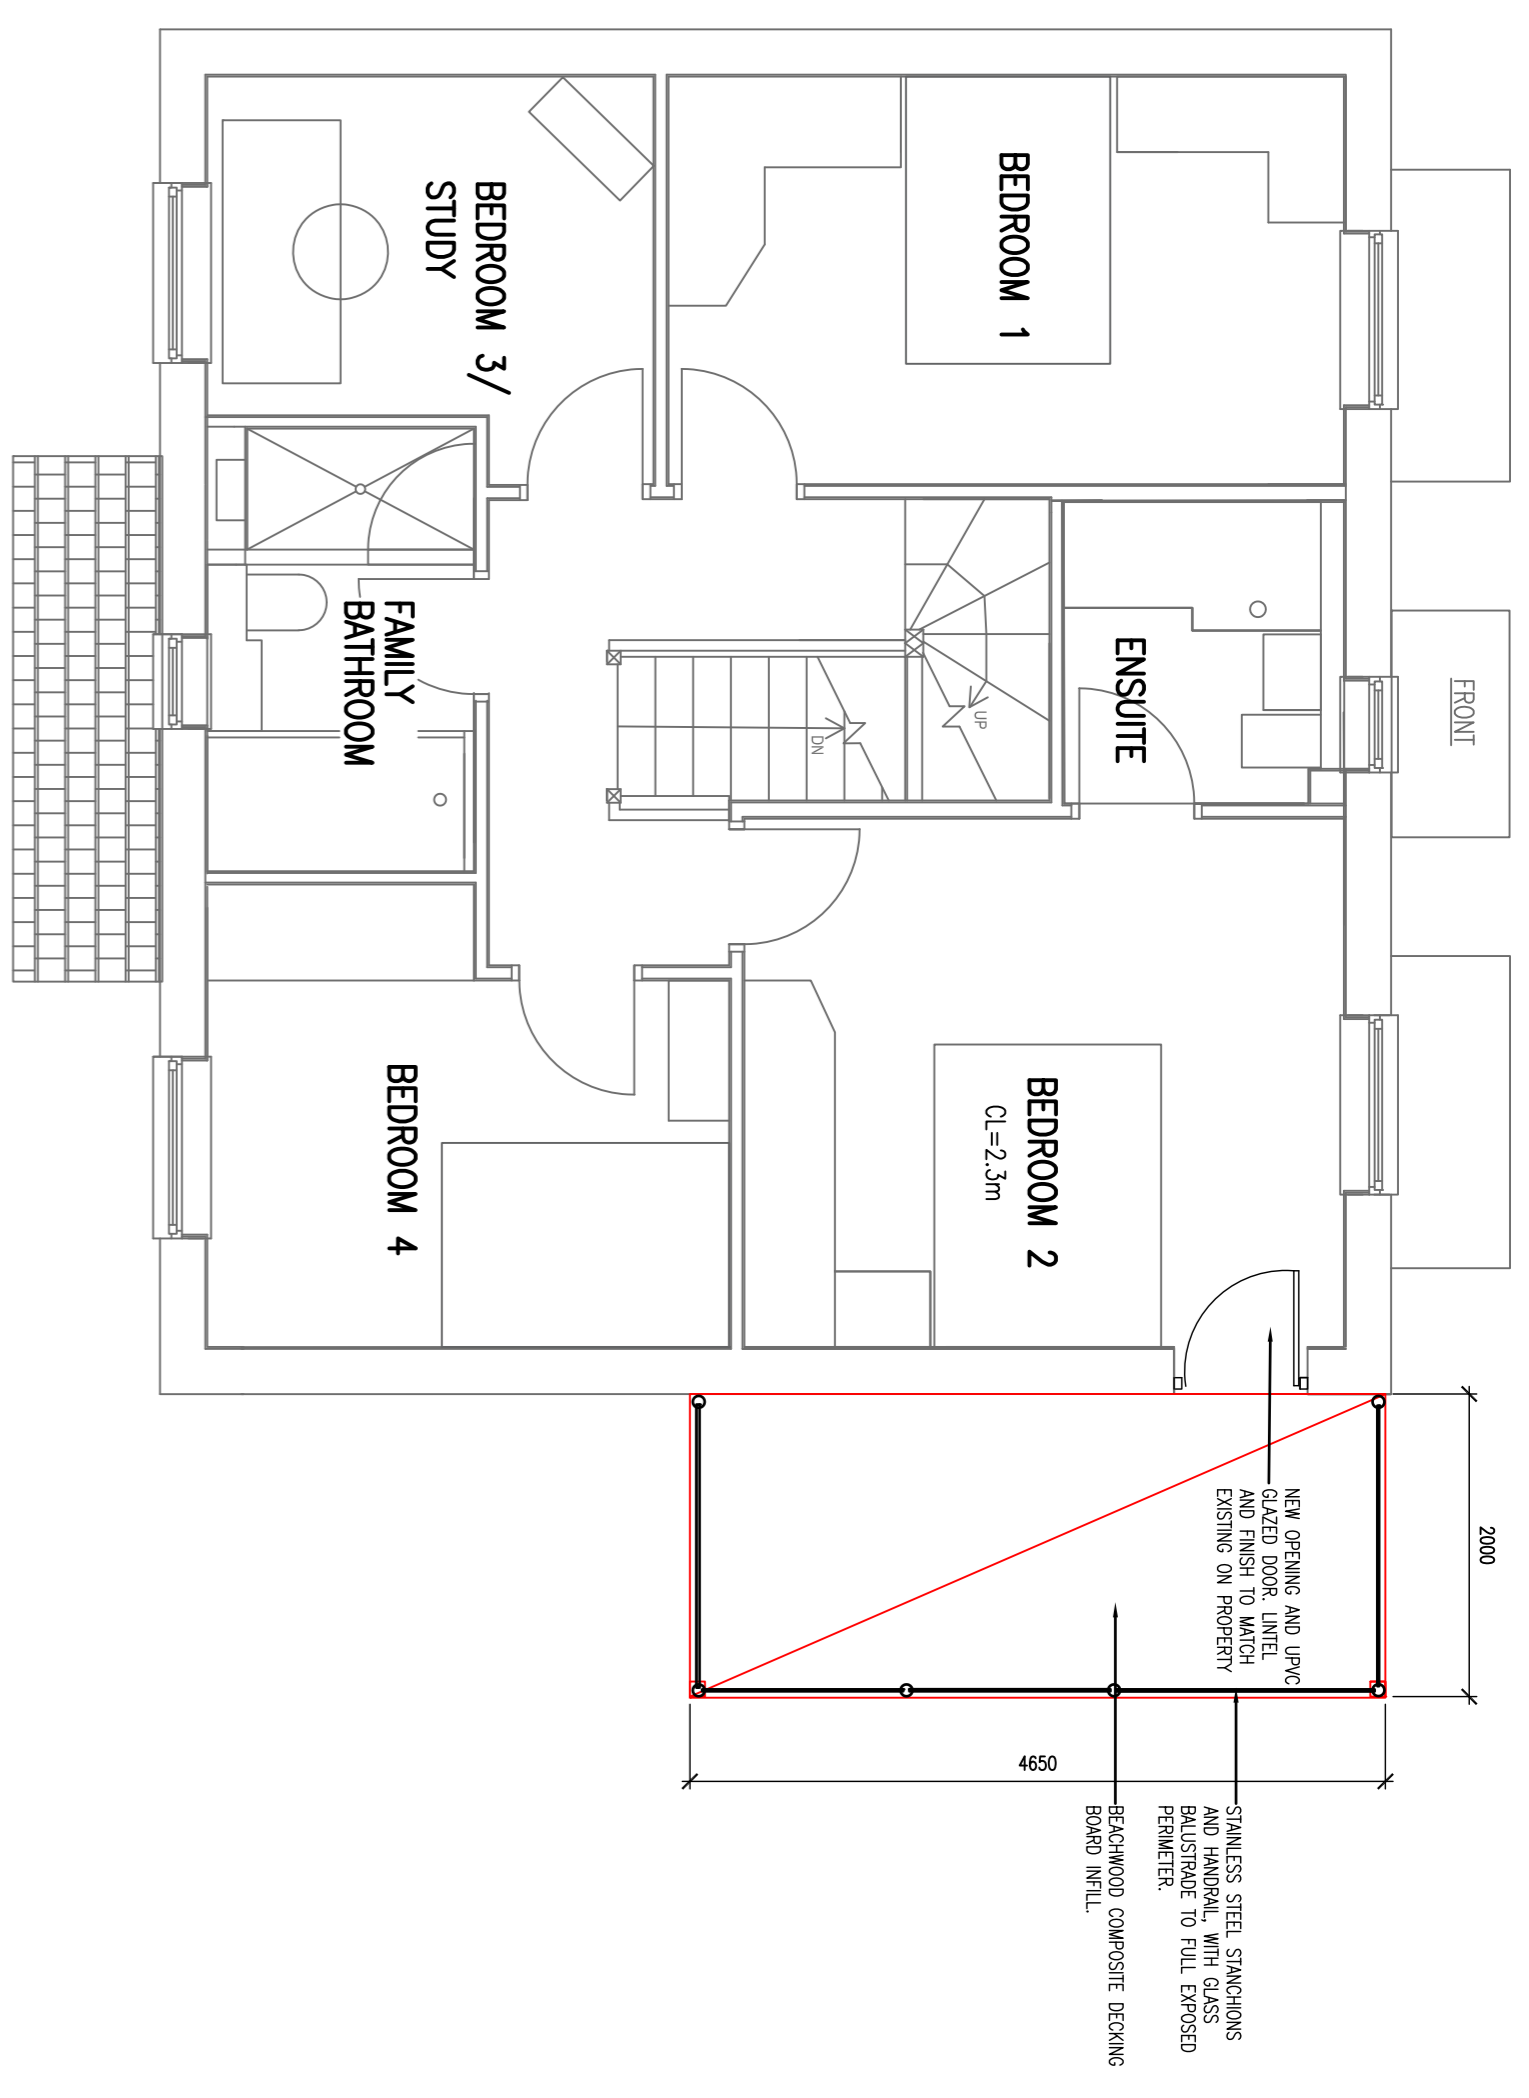 BEDROOM 1
BEDROOM 3/
STUDY
FRONT
ENSUITE
UP
DN
FAMILY
BATHROOM
BEDROOM 2
CL=2.3m
BEDROOM 4
2000
NEW OPENING AND UPVC
GLAZED DOOR. LINTEL
AND FINISH TO MATCH
EXISTING ON PROPERTY
4650
STAINLESS STEEL STANCHIONS
AND HANDRAIL, WITH GLASS
BALUSTRADE TO FULL EXPOSED
PERIMETER.
BEACHWOOD COMPOSITE DECKING
BOARD INFILL.